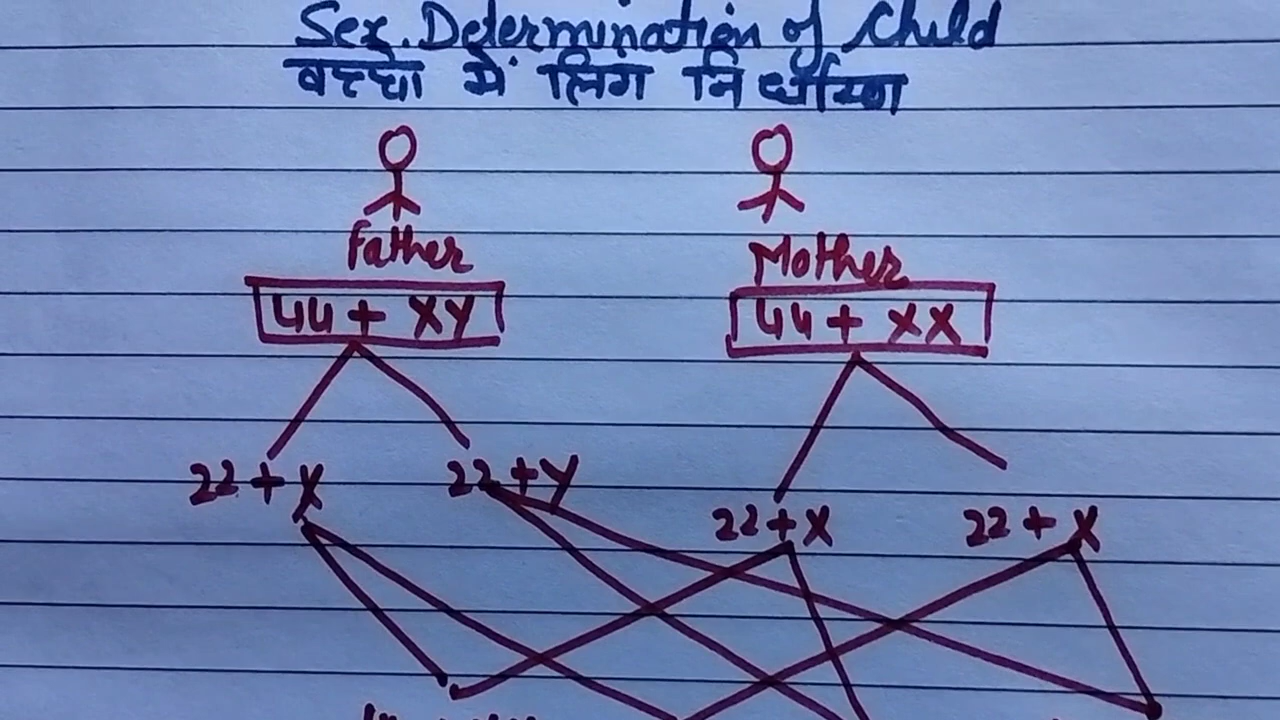 Sex. Determination of Child
बच्चो में लिंग निर्धारण
Father Mother
44 + XY 44 + XX
22 + X 22 + Y 22 + X 22 + X